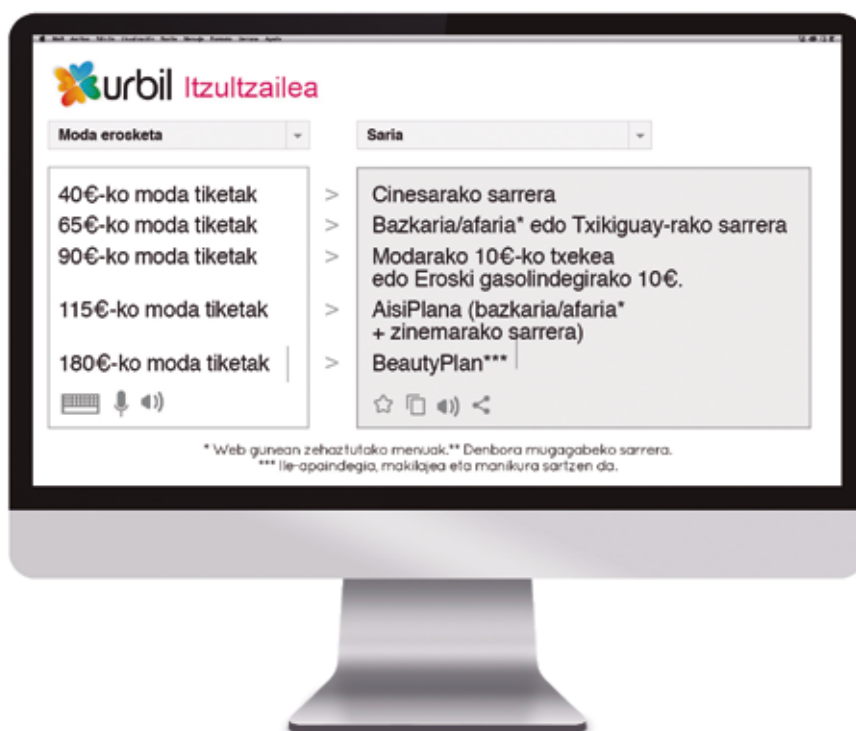 urbil Itzultzailea
Moda erosketa
Saria
40€-ko moda tiketak > Cinesarako sarrera
65€-ko moda tiketak > Bazkaria/afaria* edo Txikiguay-rako sarrera
90€-ko moda tiketak > Modarako 10€-ko txekea
edo Eroski gasolindegirako 10€.
115€-ko moda tiketak > AisiPlana (bazkaria/afaria*
+ zinemarako sarrera)
180€-ko moda tiketak > BeautyPlan***
* Web gunean zehaztutako menuak.** Denbora mugagabeko sarrera.
*** Ile-apaindegia, makilajea eta manikura sartzen da.